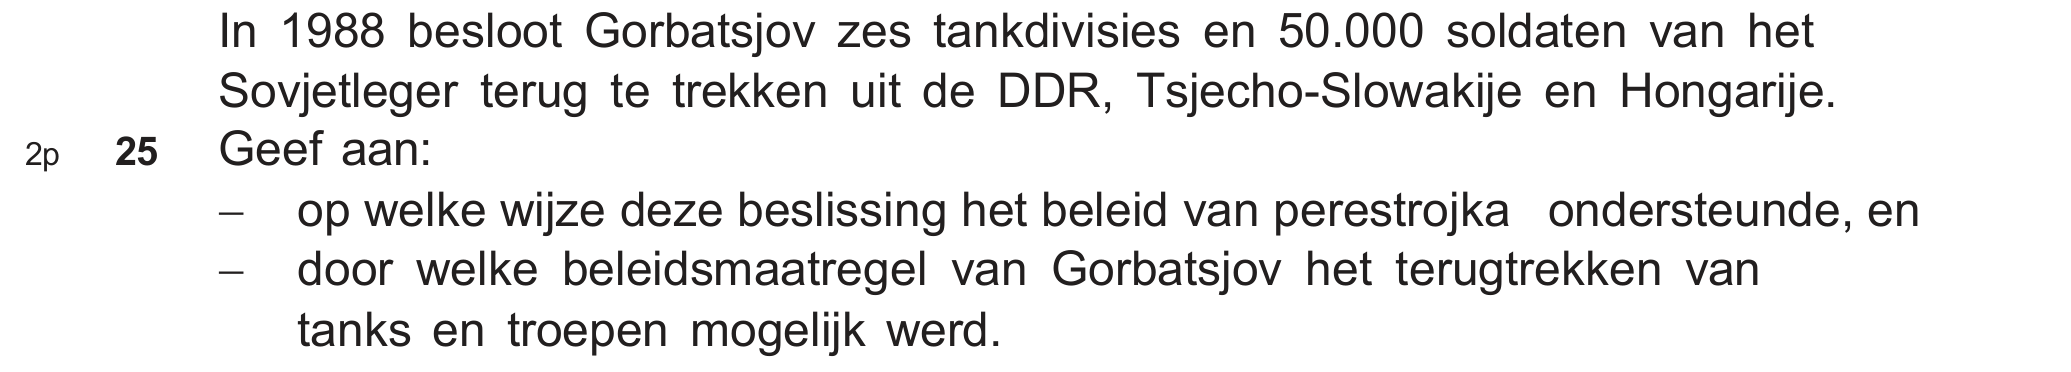 In 1988 besloot Gorbatsjov zes tankdivisies en 50.000 soldaten van het
Sovjetleger terug te trekken uit de DDR, Tsjecho-Slowakije en Hongarije.
2p 25 Geef aan:
– op welke wijze deze beslissing het beleid van perestrojka ondersteunde, en
– door welke beleidsmaatregel van Gorbatsjov het terugtrekken van
tanks en troepen mogelijk werd.